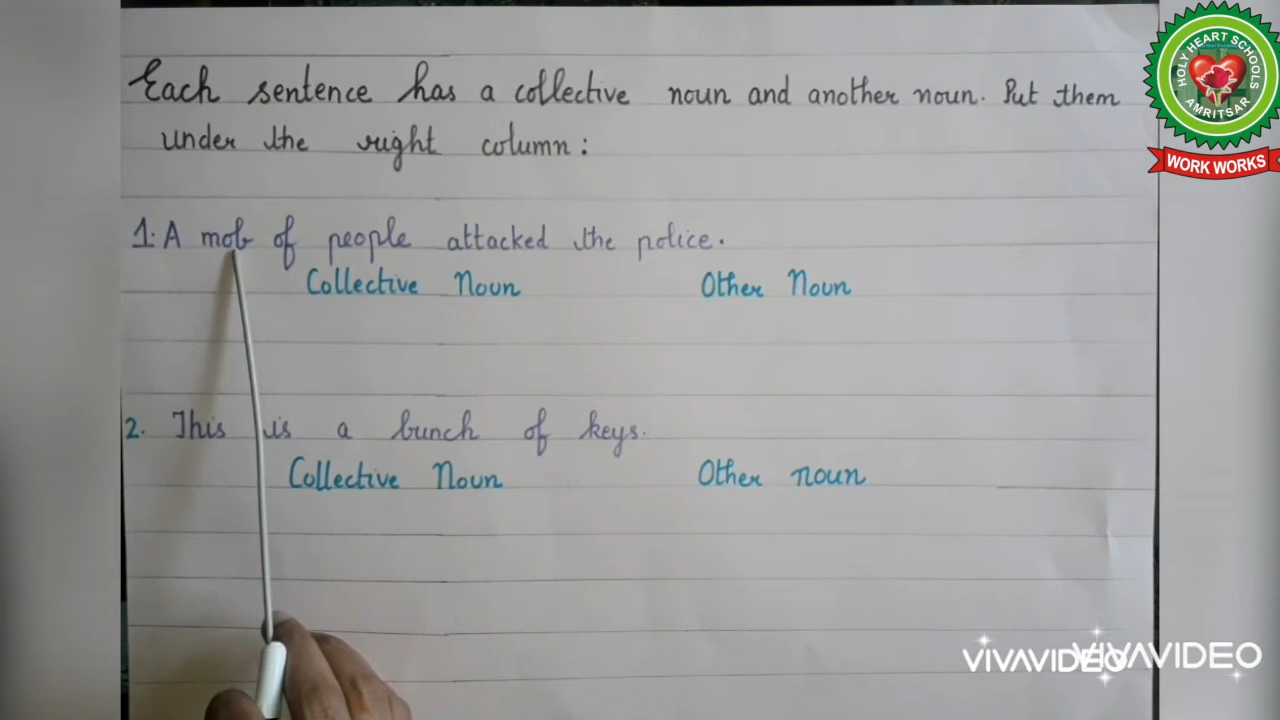 Each sentence has a collective noun and another noun. Put them
under the right column:
1. A mob of people attacked the police.
Collective Noun Other Noun
2. This is a bunch of keys.
Collective Noun Other noun
HOLY HEART SCHOOLS
AMRITSAR
WORK WORKS
VIVAVIDEO VIVAVIDEO